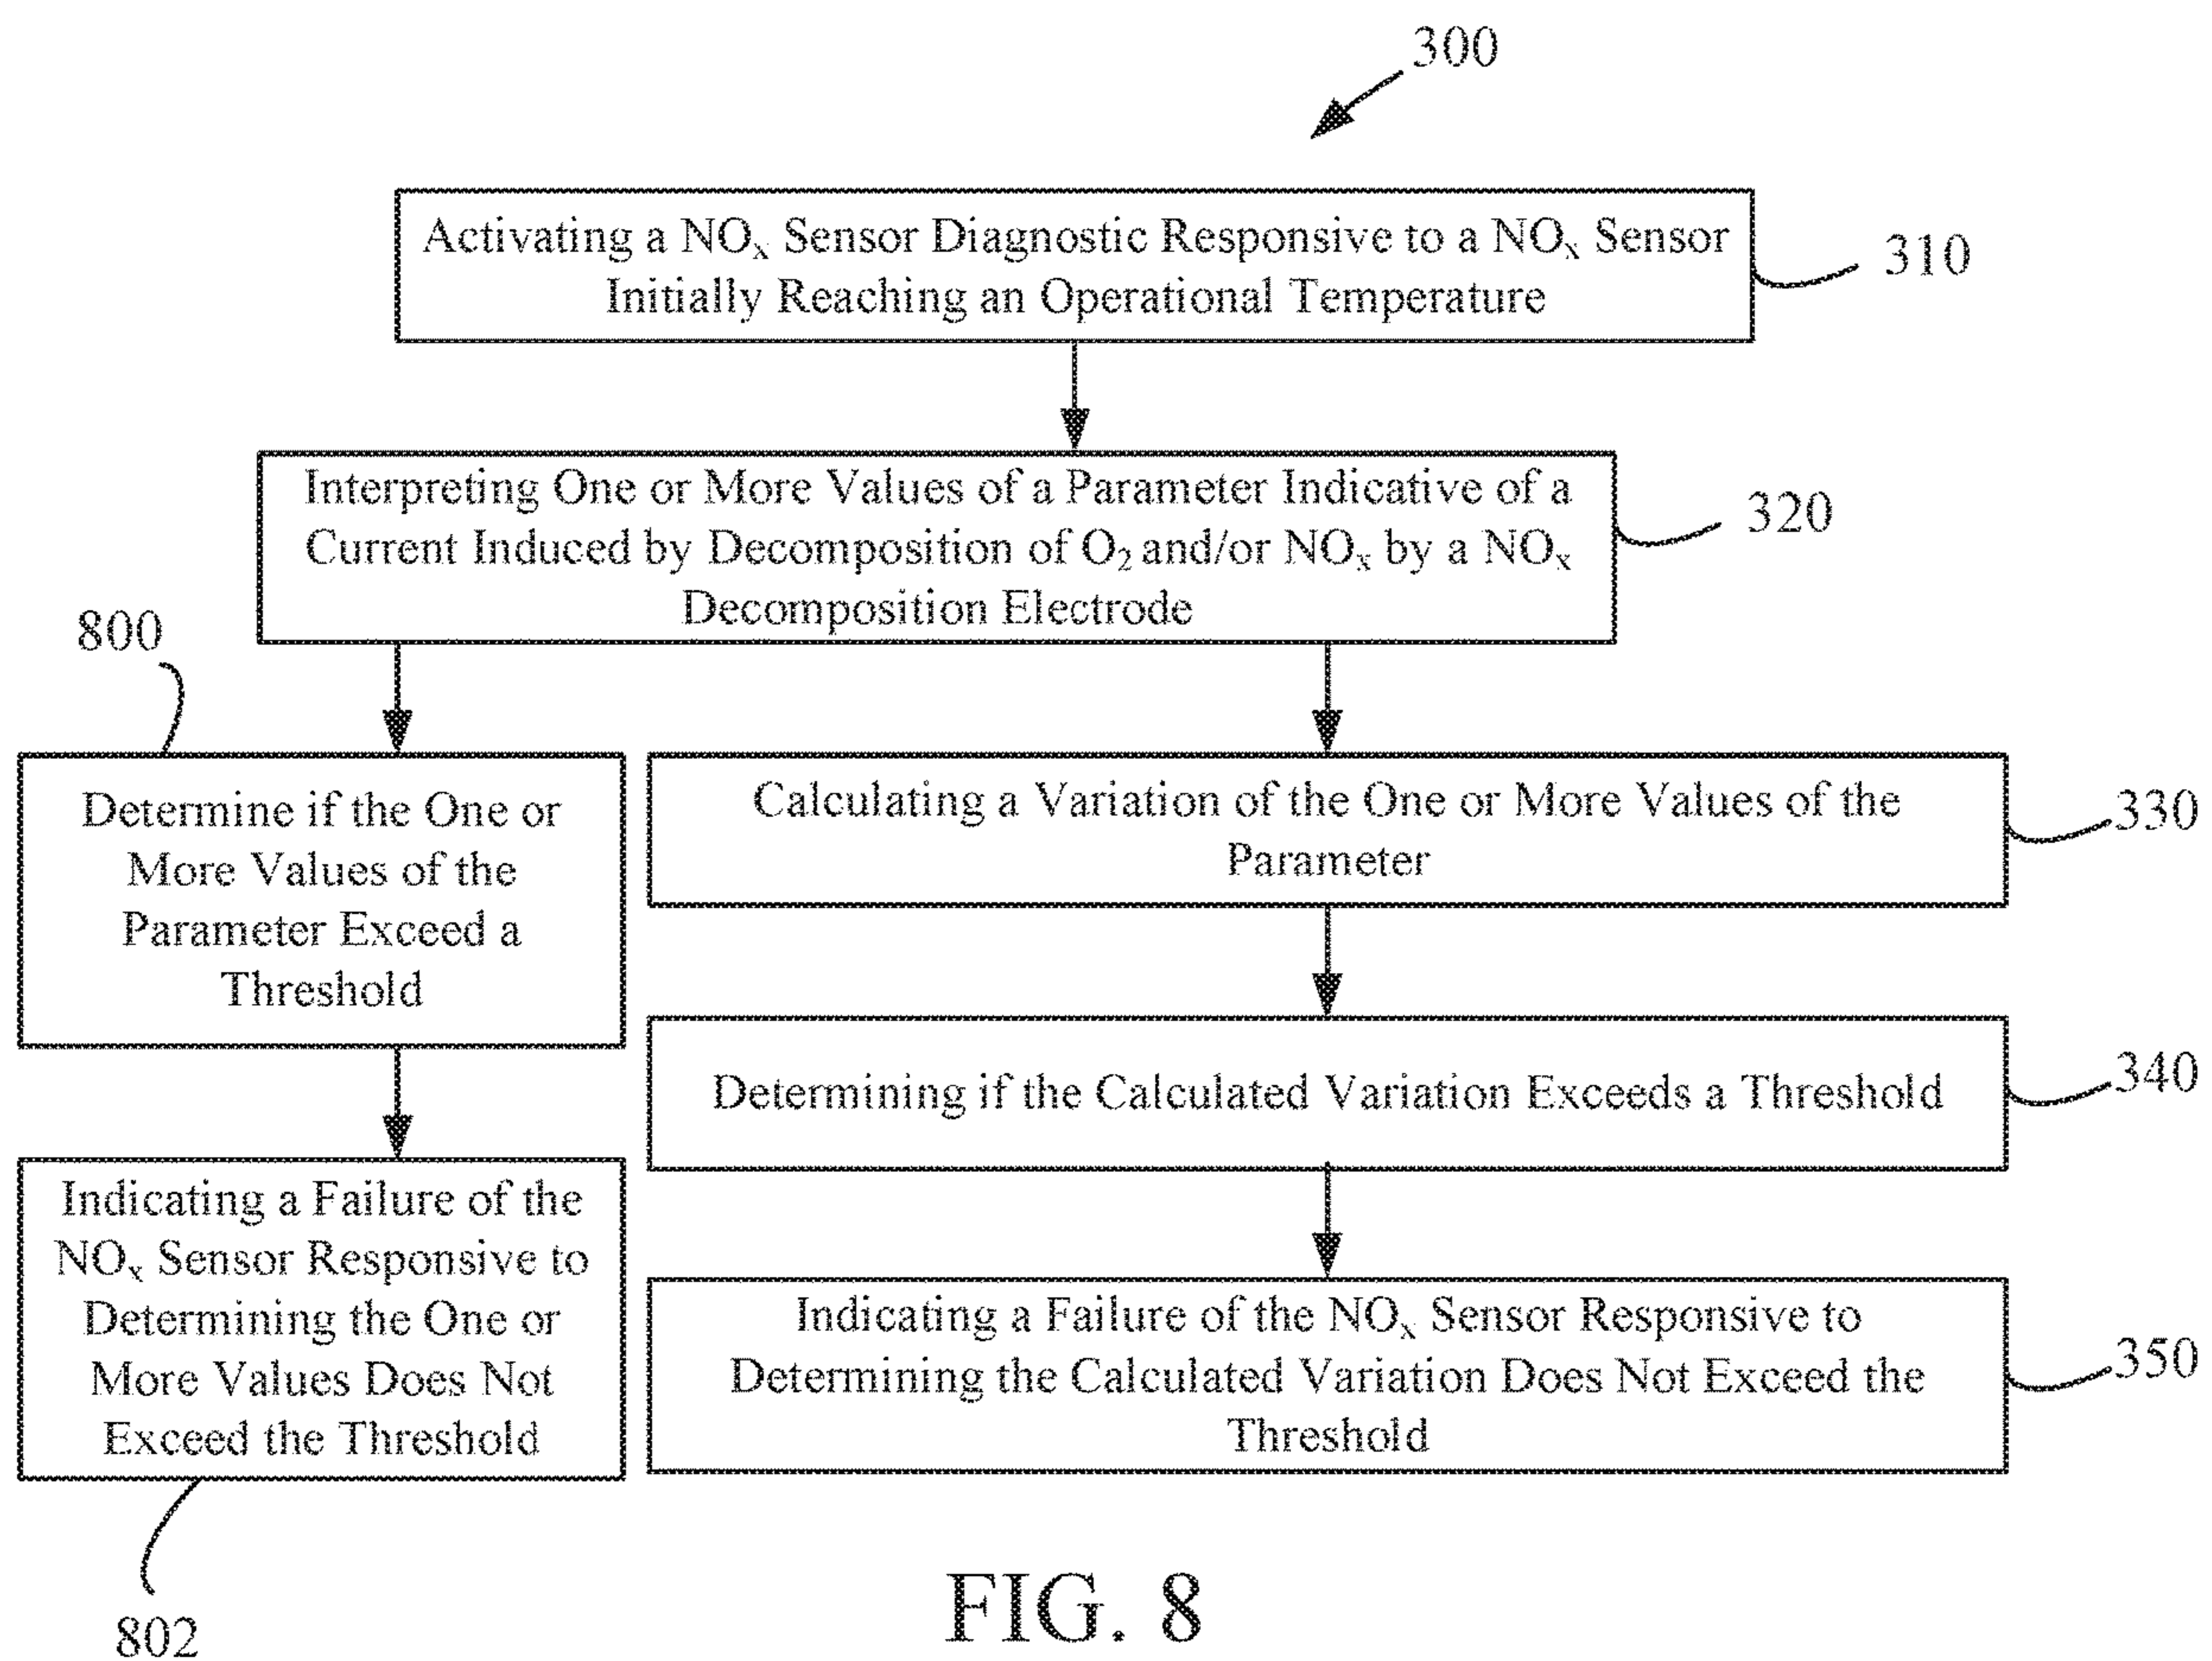 300
Activating a NOx Sensor Diagnostic Responsive to a NOx Sensor
Initially Reaching an Operational Temperature
310
Interpreting One or More Values of a Parameter Indicative of a
Current Induced by Decomposition of O2 and/or NOx by a NOx
Decomposition Electrode
320
800
Determine if the One or
More Values of the
Parameter Exceed a
Threshold
Calculating a Variation of the One or More Values of the
Parameter
330
Determining if the Calculated Variation Exceeds a Threshold
340
Indicating a Failure of the
NOx Sensor Responsive to
Determining the One or
More Values Does Not
Exceed the Threshold
Indicating a Failure of the NOx Sensor Responsive to
Determining the Calculated Variation Does Not Exceed the
Threshold
350
802
FIG. 8